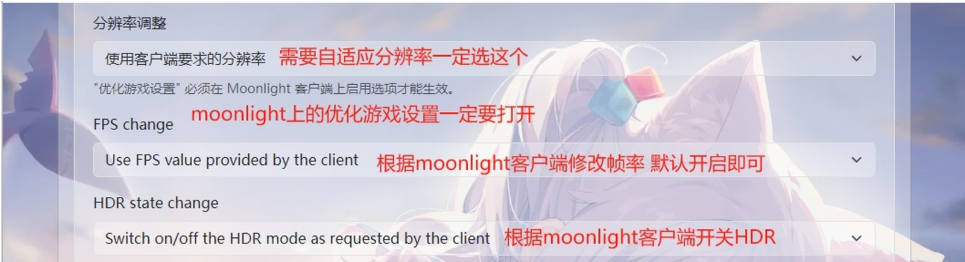 分辨率调整
使用客户端要求的分辨率 需要自适应分辨率一定选这个
"优化游戏设置" 必须在 Moonlight 客户端上启用选项才能生效。
moonlight上的优化游戏设置一定要打开
FPS change
Use FPS value provided by the client 根据moonlight客户端修改帧率 默认开启即可
HDR state change
Switch on/off the HDR mode as requested by the client 根据moonlight客户端开关HDR